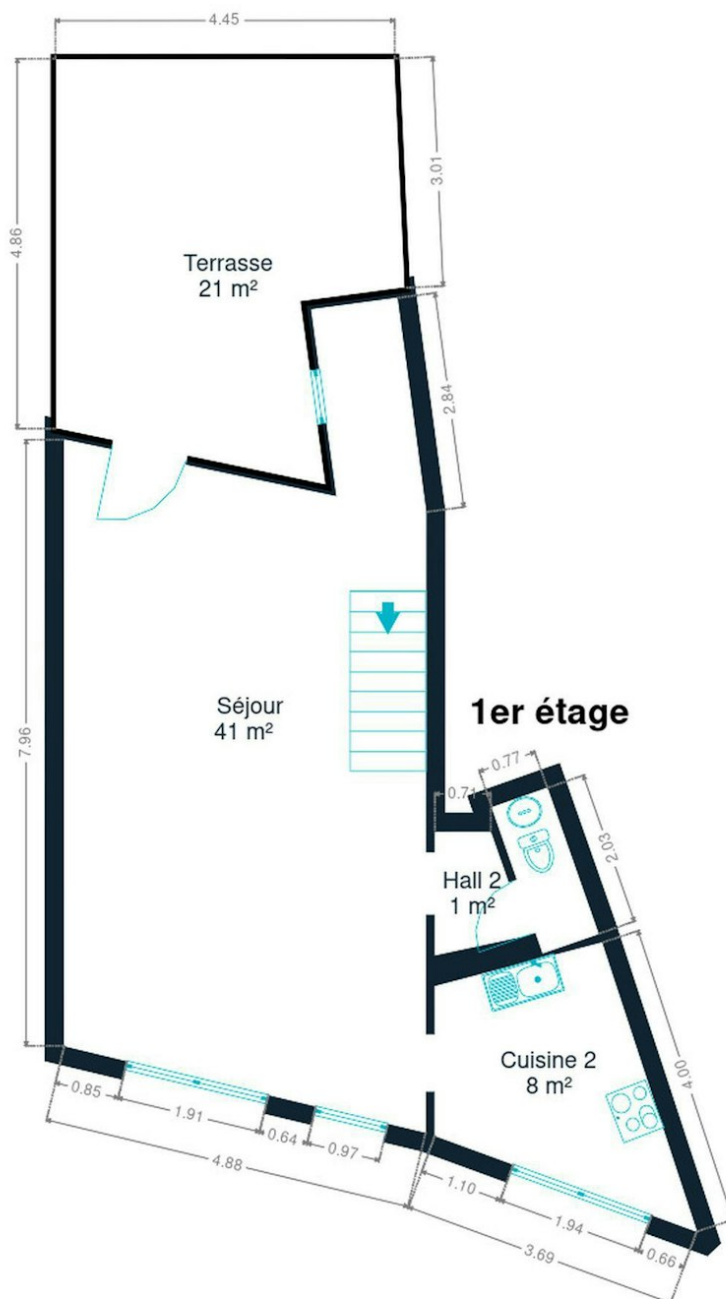 4.45
4.86
3.01
Terrasse
21 m²
2.84
7.96
Séjour
41 m²
1er étage
0.77
0.71
2.03
Hall 2
1 m²
Cuisine 2
8 m²
4.00
0.85
1.91
0.64
0.97
4.88
1.10
1.94
0.66
3.69